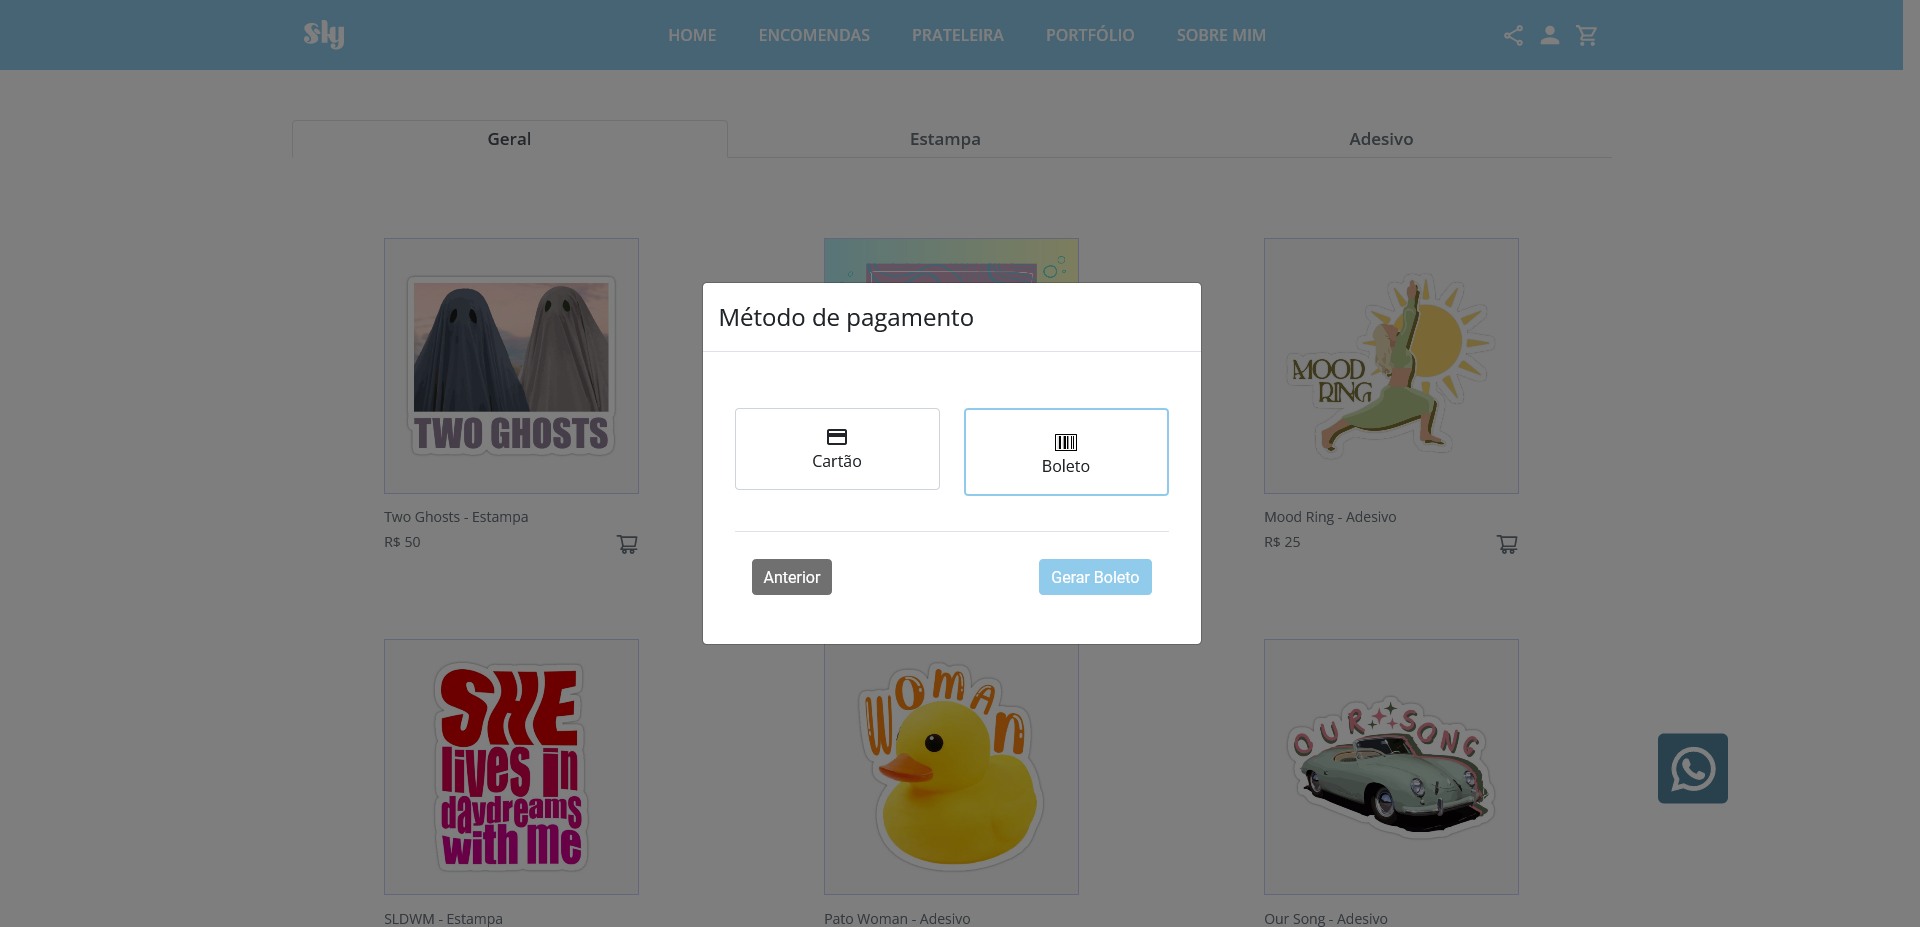 sly
HOME ENCOMENDAS PRATELEIRA PORTFÓLIO SOBRE MIM
Geral Estampa Adesivo
TWO GHOSTS
MOOD
RING
Método de pagamento
Cartão
Boleto
Anterior
Gerar Boleto
Two Ghosts - Estampa
R$ 50
Mood Ring - Adesivo
R$ 25
SHE
lives in
daydreams
with me
WOMAN
OUR SONG
SLDWM - Estampa
Pato Woman - Adesivo
Our Song - Adesivo